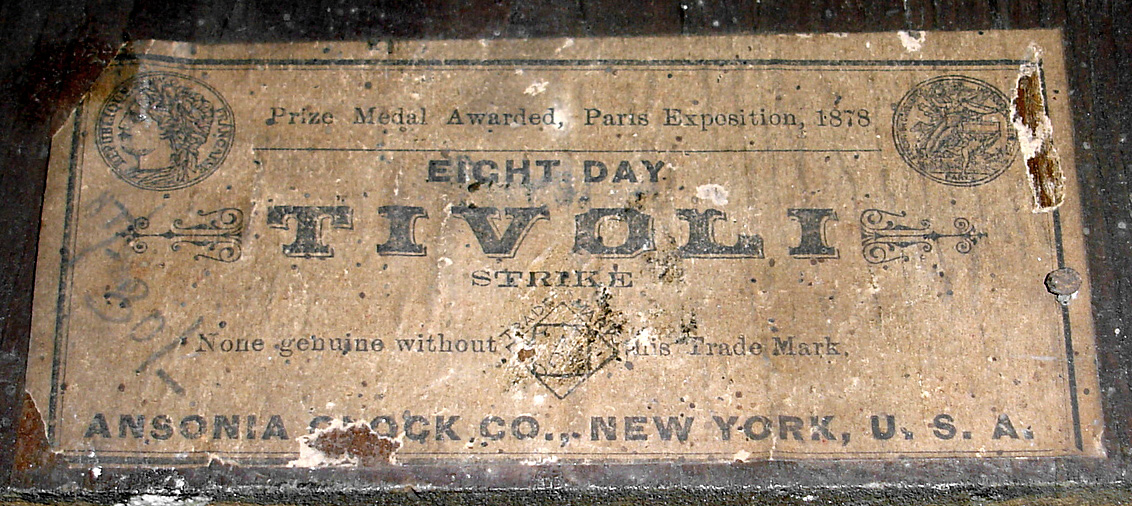 Prize Medal Awarded, Paris Exposition, 1878
EIGHT DAY
TIVOLI
STRIKE
None genuine without this Trade Mark.
ANSONIA CLOCK CO., NEW YORK, U. S. A.